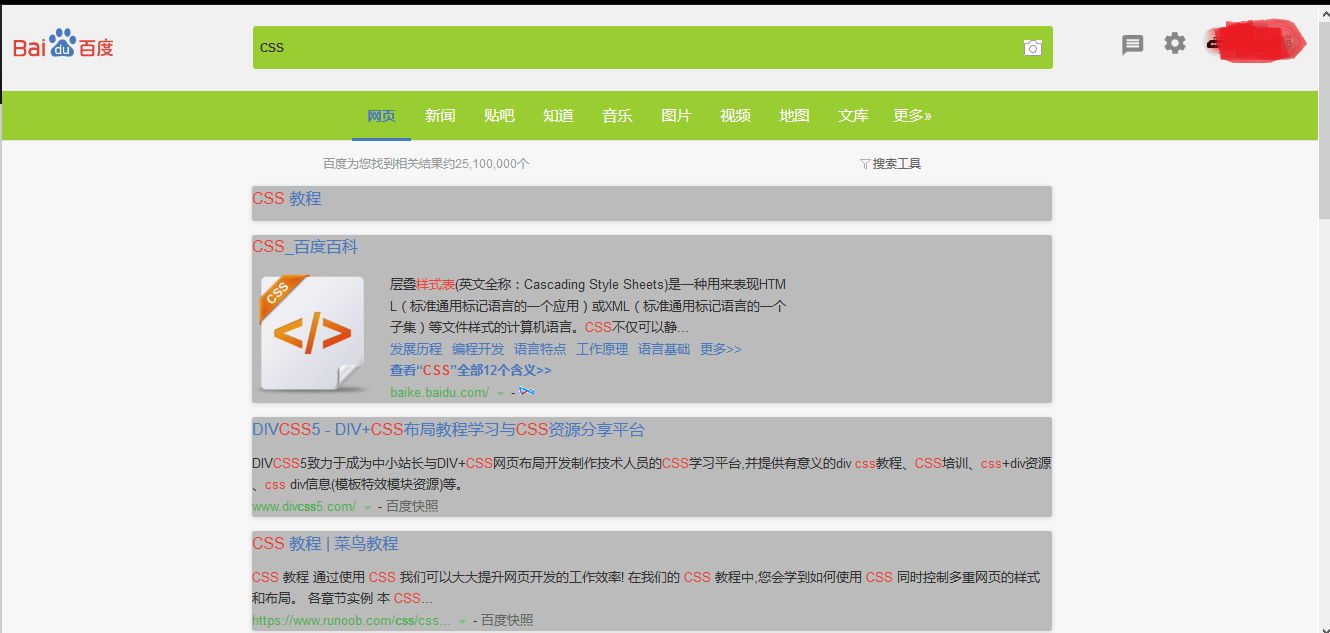 Bai du 百度
CSS
网页 新闻 贴吧 知道 音乐 图片 视频 地图 文库 更多»
百度为您找到相关结果约25,100,000个 搜索工具
CSS 教程
CSS_百度百科
CSS
</>
层叠样式表(英文全称：Cascading Style Sheets)是一种用来表现HTM
L（标准通用标记语言的一个应用）或XML（标准通用标记语言的一个
子集）等文件样式的计算机语言。CSS不仅可以静...
发展历程 编程开发 语言特点 工作原理 语言基础 更多>>
查看“CSS”全部12个含义>>
baike.baidu.com/ -
DIVCSS5 - DIV+CSS布局教程学习与CSS资源分享平台
DIVCSS5致力于成为中小站长与DIV+CSS网页布局开发制作技术人员的CSS学习平台,并提供有意义的div css教程、CSS培训、css+div资源
、css div信息(模板特效模块资源)等。
www.divcss5.com/ - 百度快照
CSS 教程 | 菜鸟教程
CSS 教程 通过使用 CSS 我们可以大大提升网页开发的工作效率! 在我们的 CSS 教程中,您会学到如何使用 CSS 同时控制多重网页的样式
和布局。 各章节实例 本 CSS...
https://www.runoob.com/css/css... - 百度快照